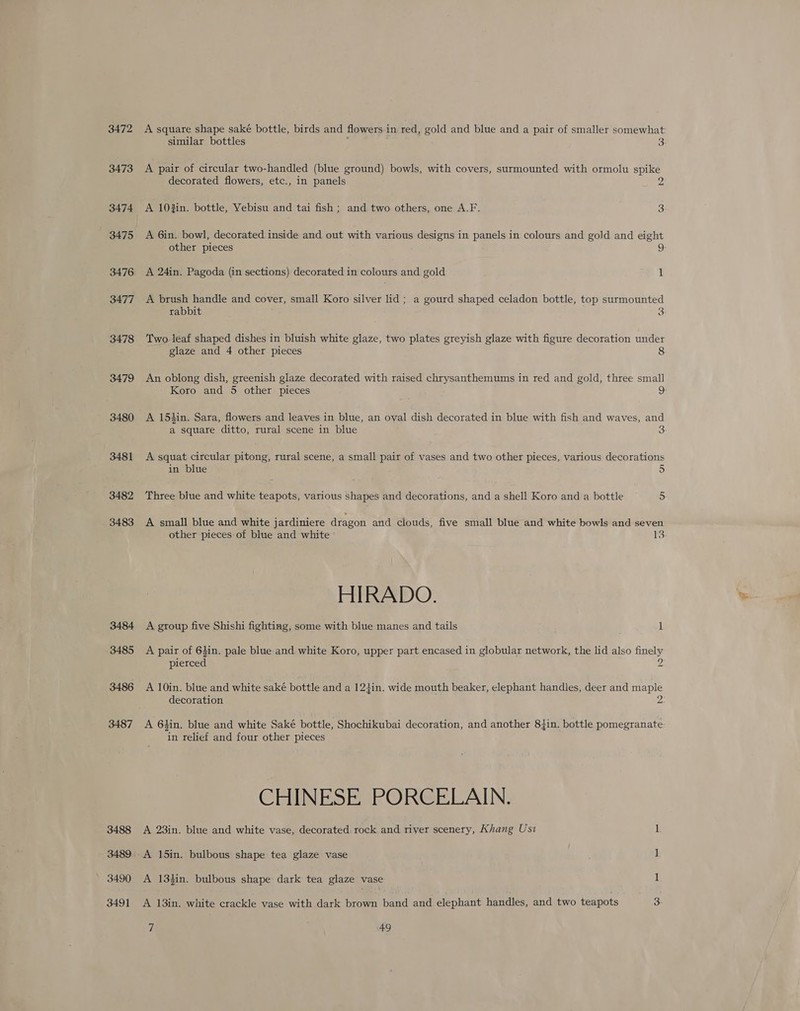 3472 A square shape saké bottle, birds and flowers in red, gold and blue and a pair of smaller somewhat
similar bottles 3
3473 A pair of circular two-handled (blue ground) bowls, with covers, surmounted with ormolu spike
decorated flowers, etc., in panels 2
3474 A 10½in. bottle, Yebisu and tai fish ; and two others, one A.F. 3
3475 A 6in. bowl, decorated inside and out with various designs in panels in colours and gold and eight
other pieces 9
3476 A 24in. Pagoda (in sections) decorated in colours and gold 1
3477 A brush handle and cover, small Koro silver lid ; a gourd shaped celadon bottle, top surmounted
rabbit 3
3478 Two leaf shaped dishes in bluish white glaze, two plates greyish glaze with figure decoration under
glaze and 4 other pieces 8
3479 An oblong dish, greenish glaze decorated with raised chrysanthemums in red and gold, three small
Koro and 5 other pieces 9
3480 A 15½in. Sara, flowers and leaves in blue, an oval dish decorated in blue with fish and waves, and
a square ditto, rural scene in blue 3
3481 A squat circular pitong, rural scene, a small pair of vases and two other pieces, various decorations
in blue 5
3482 Three blue and white teapots, various shapes and decorations, and a shell Koro and a bottle 5
3483 A small blue and white jardiniere dragon and clouds, five small blue and white bowls and seven
other pieces of blue and white 13
HIRADO.
3484 A group five Shishi fighting, some with blue manes and tails 1
3485 A pair of 6½in. pale blue and white Koro, upper part encased in globular network, the lid also finely
pierced 2
3486 A 10in. blue and white saké bottle and a 12½in. wide mouth beaker, elephant handles, deer and maple
decoration 2
3487 A 6½in. blue and white Saké bottle, Shochikubai decoration, and another 8½in. bottle pomegranate
in relief and four other pieces
CHINESE PORCELAIN.
3488 A 23in. blue and white vase, decorated rock and river scenery, Khang Hsi 1
3489 A 15in. bulbous shape tea glaze vase 1
3490 A 13½in. bulbous shape dark tea glaze vase 1
3491 A 13in. white crackle vase with dark brown band and elephant handles, and two teapots 3
7 49